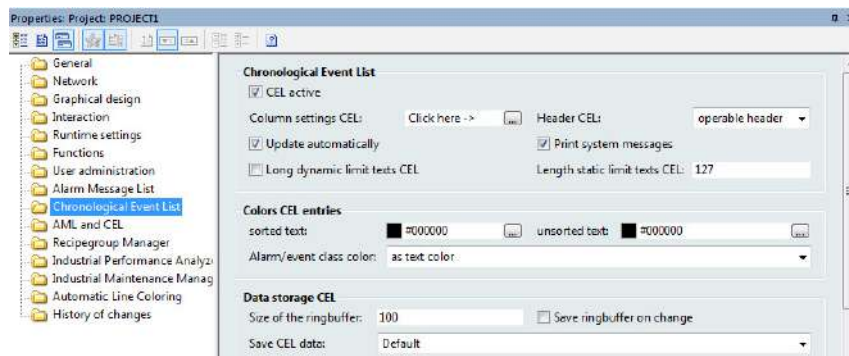 Properties: Project: PROJECT1
General
Network
Graphical design
Interaction
Runtime settings
Functions
User administration
Alarm Message List
Chronological Event List
AML and CEL
Recipegroup Manager
Industrial Performance Analyz
Industrial Maintenance Manag
Automatic Line Coloring
History of changes
Chronological Event List
CEL active
Column settings CEL: Click here -> ... Header CEL: operable header
Update automatically Print system messages
Long dynamic limit texts CEL Length static limit texts CEL: 127
Colors CEL entries
sorted text: #000000 ... unsorted text: #000000 ...
Alarm/event class color: as text color
Data storage CEL
Size of the ringbuffer: 100 Save ringbuffer on change
Save CEL data: Default